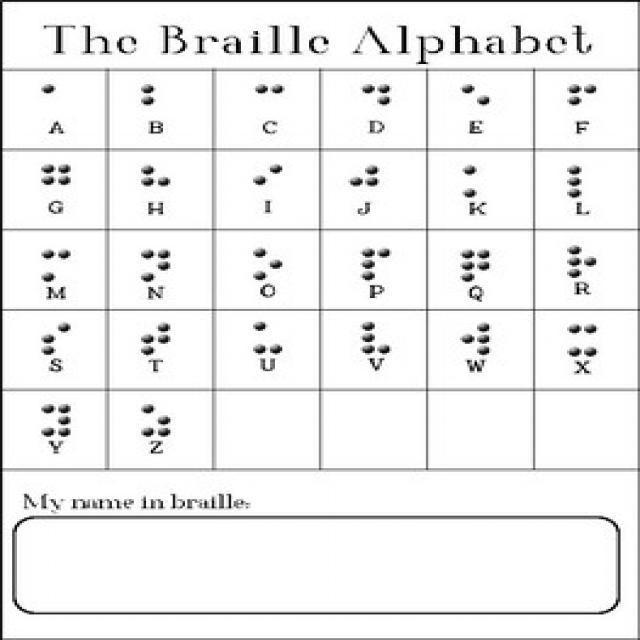 The Braille Alphabet
A B C D E F
G H I J K L
M N O P Q R
S T U V W X
Y Z
My name in braille: